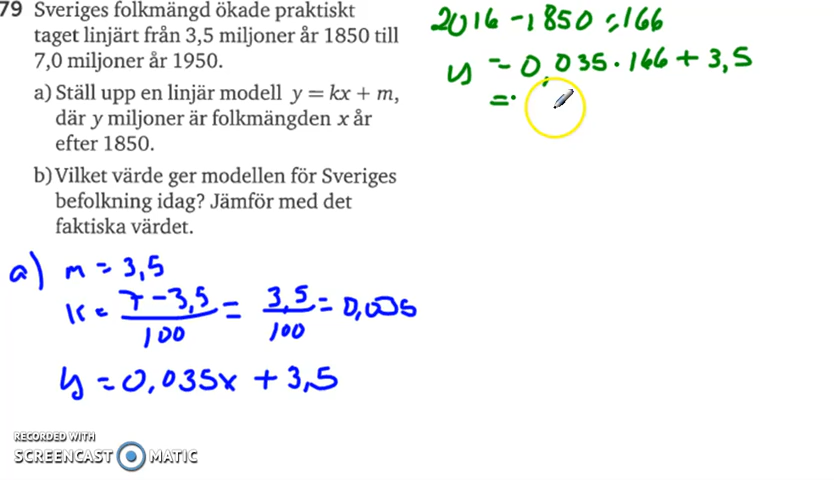 79 Sveriges folkmängd ökade praktiskt
taget linjärt från 3,5 miljoner år 1850 till
7,0 miljoner år 1950.
a) Ställ upp en linjär modell y = kx + m,
där y miljoner är folkmängden x år
efter 1850.
b) Vilket värde ger modellen för Sveriges
befolkning idag? Jämför med det
faktiska värdet.
2016 - 1850 = 166
y = 0,035 · 166 + 3,5
=
a) m = 3,5
k = 7 - 3,5 / 100 = 3,5 / 100 = 0,035
y = 0,035x + 3,5
RECORDED WITH
SCREENCAST MATIC